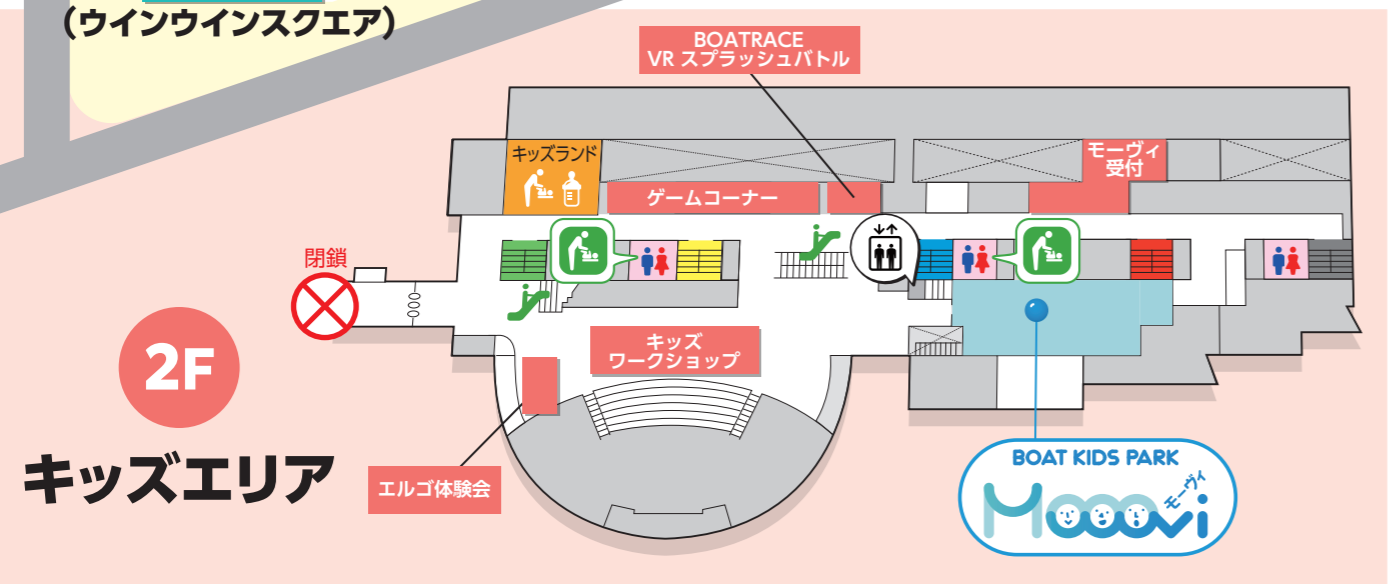 (ウインウインスクエア)
BOATRACE
VR スプラッシュバトル
キッズランド
ゲームコーナー
モーヴィ
受付
閉鎖
2F
キッズエリア
キッズ
ワークショップ
エルゴ体験会
BOAT KIDS PARK
Mooovi
モーヴィ